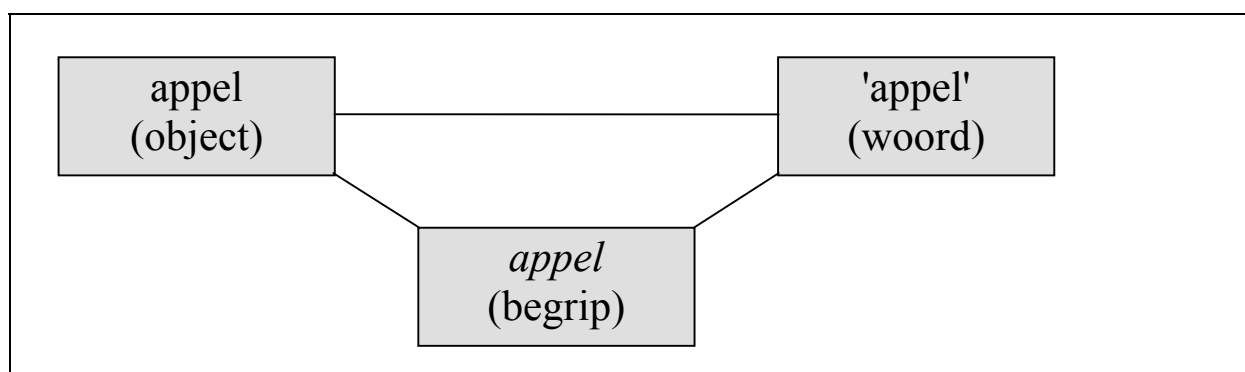 appel
(object)
'appel'
(woord)
appel
(begrip)